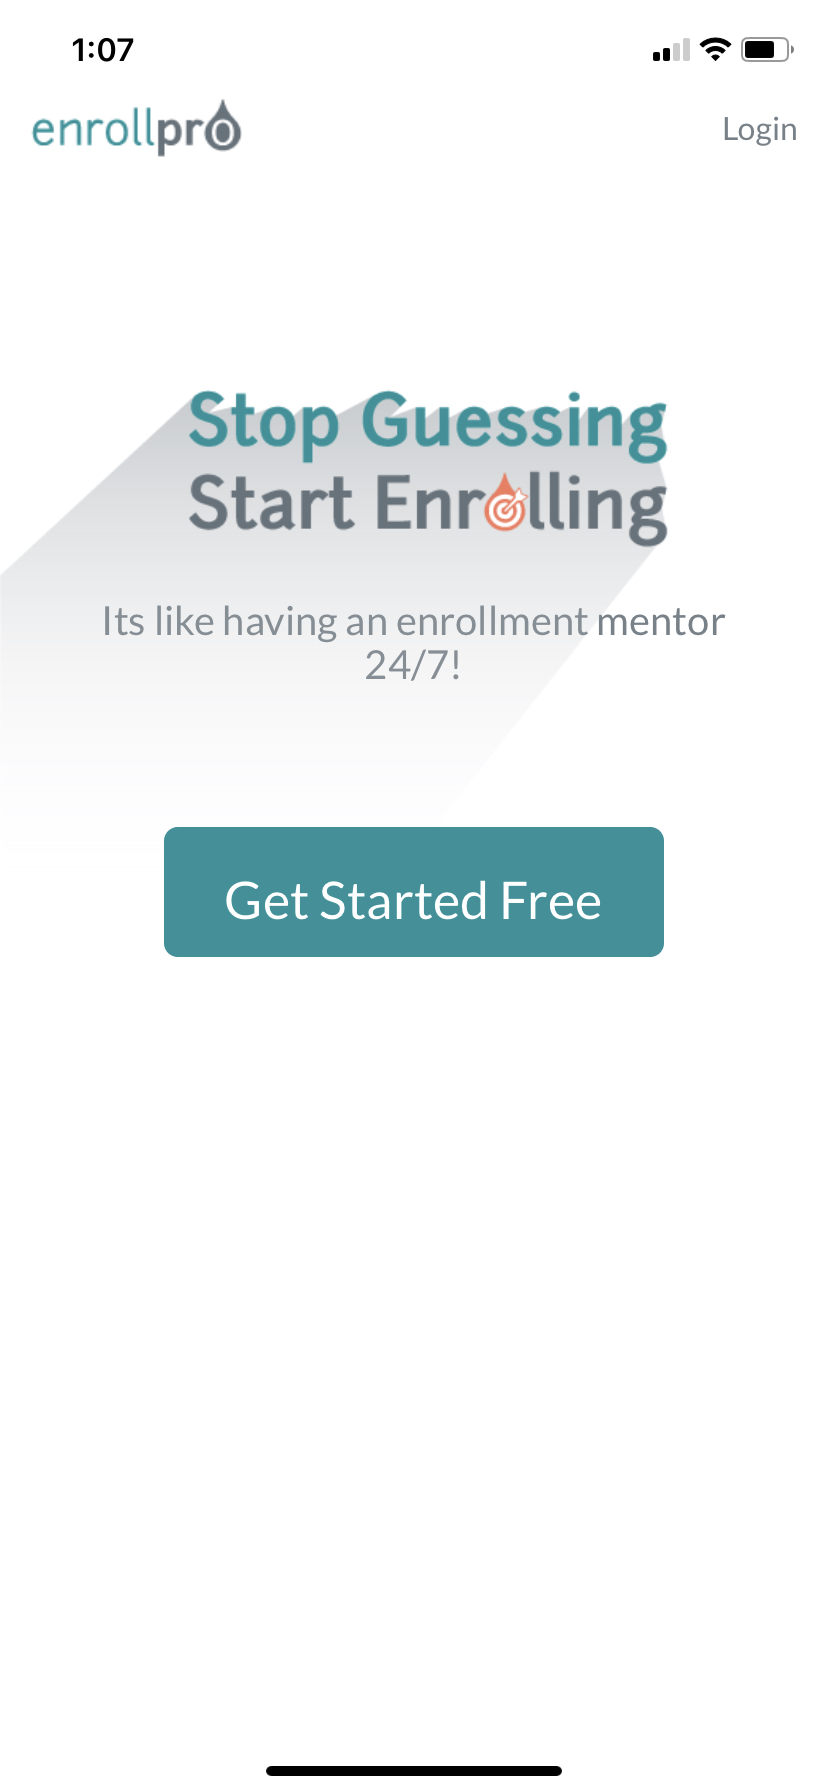 1:07
enrollpro
Login
Stop Guessing
Start Enrolling
Its like having an enrollment mentor
24/7!
Get Started Free